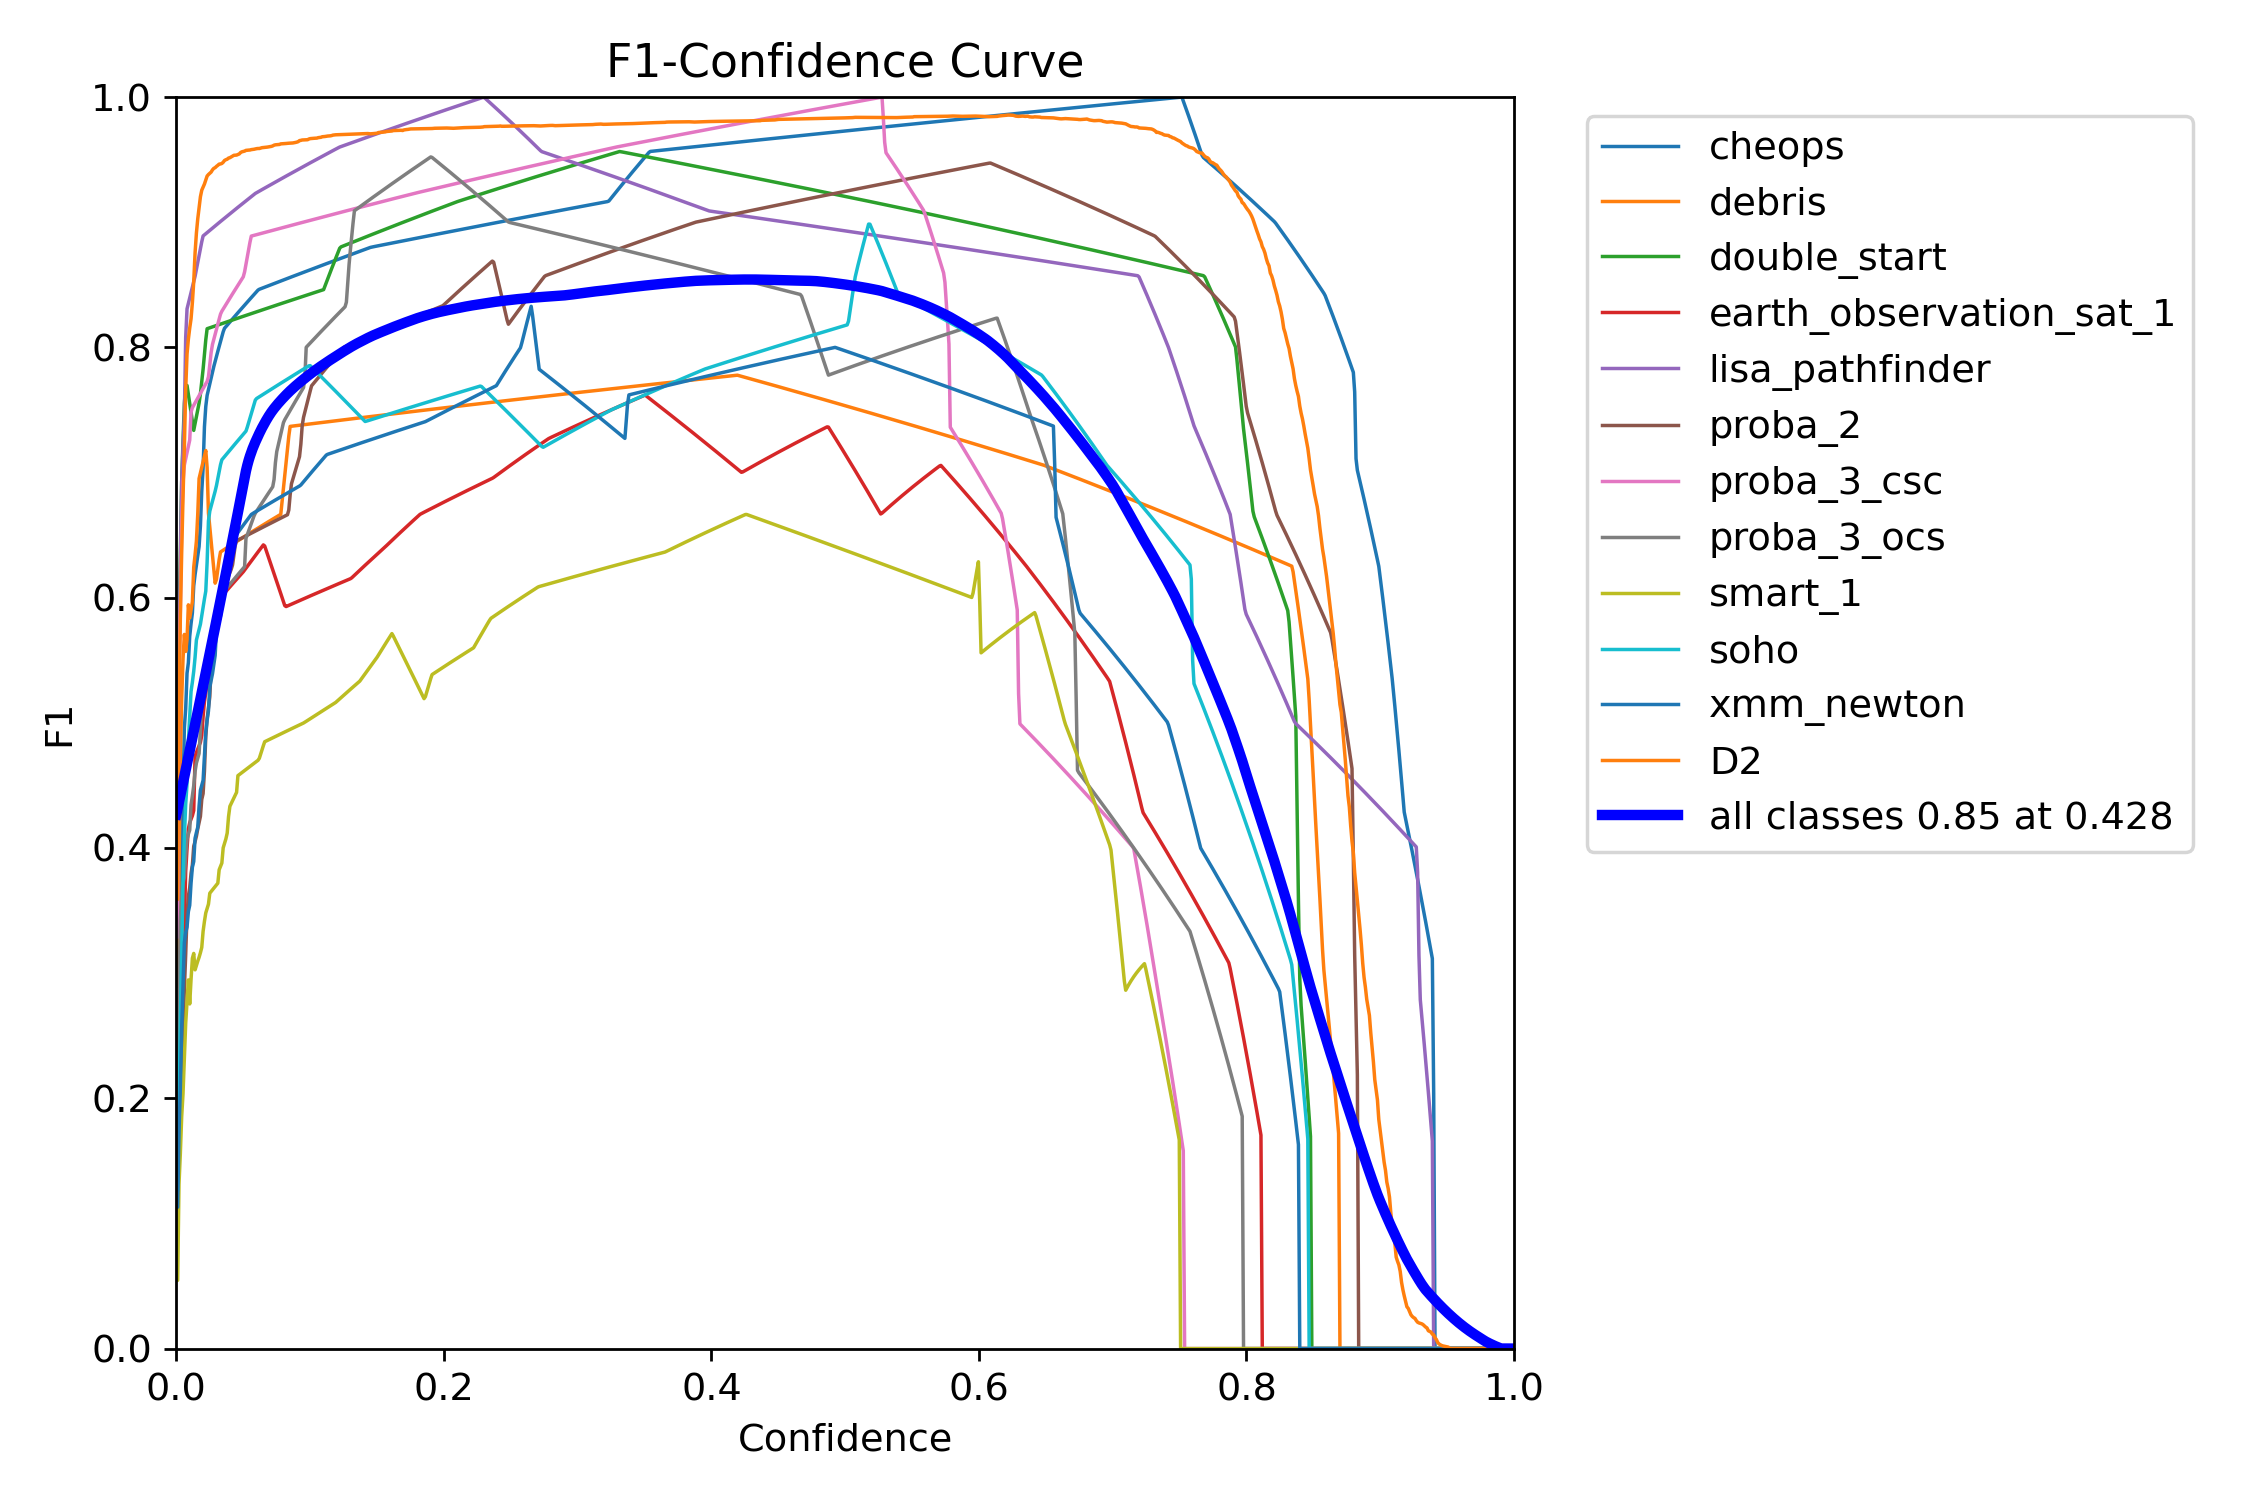 F1-Confidence Curve
1.0
0.8
0.6
0.4
0.2
0.0
F1
0.0 0.2 0.4 0.6 0.8 1.0
Confidence
cheops
debris
double_start
earth_observation_sat_1
lisa_pathfinder
proba_2
proba_3_csc
proba_3_ocs
smart_1
soho
xmm_newton
D2
all classes 0.85 at 0.428